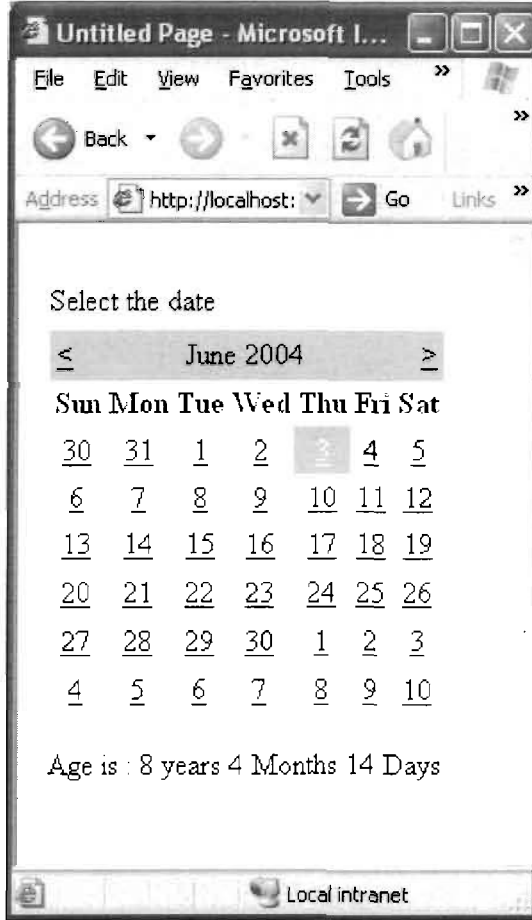 Untitled Page - Microsoft I...
File Edit View Favorites Tools »
Back »
Address http://localhost: Go Links »
Select the date
< June 2004 >
Sun Mon Tue Wed Thu Fri Sat
30 31 1 2 3 4 5
6 7 8 9 10 11 12
13 14 15 16 17 18 19
20 21 22 23 24 25 26
27 28 29 30 1 2 3
4 5 6 7 8 9 10
Age is : 8 years 4 Months 14 Days
Local intranet